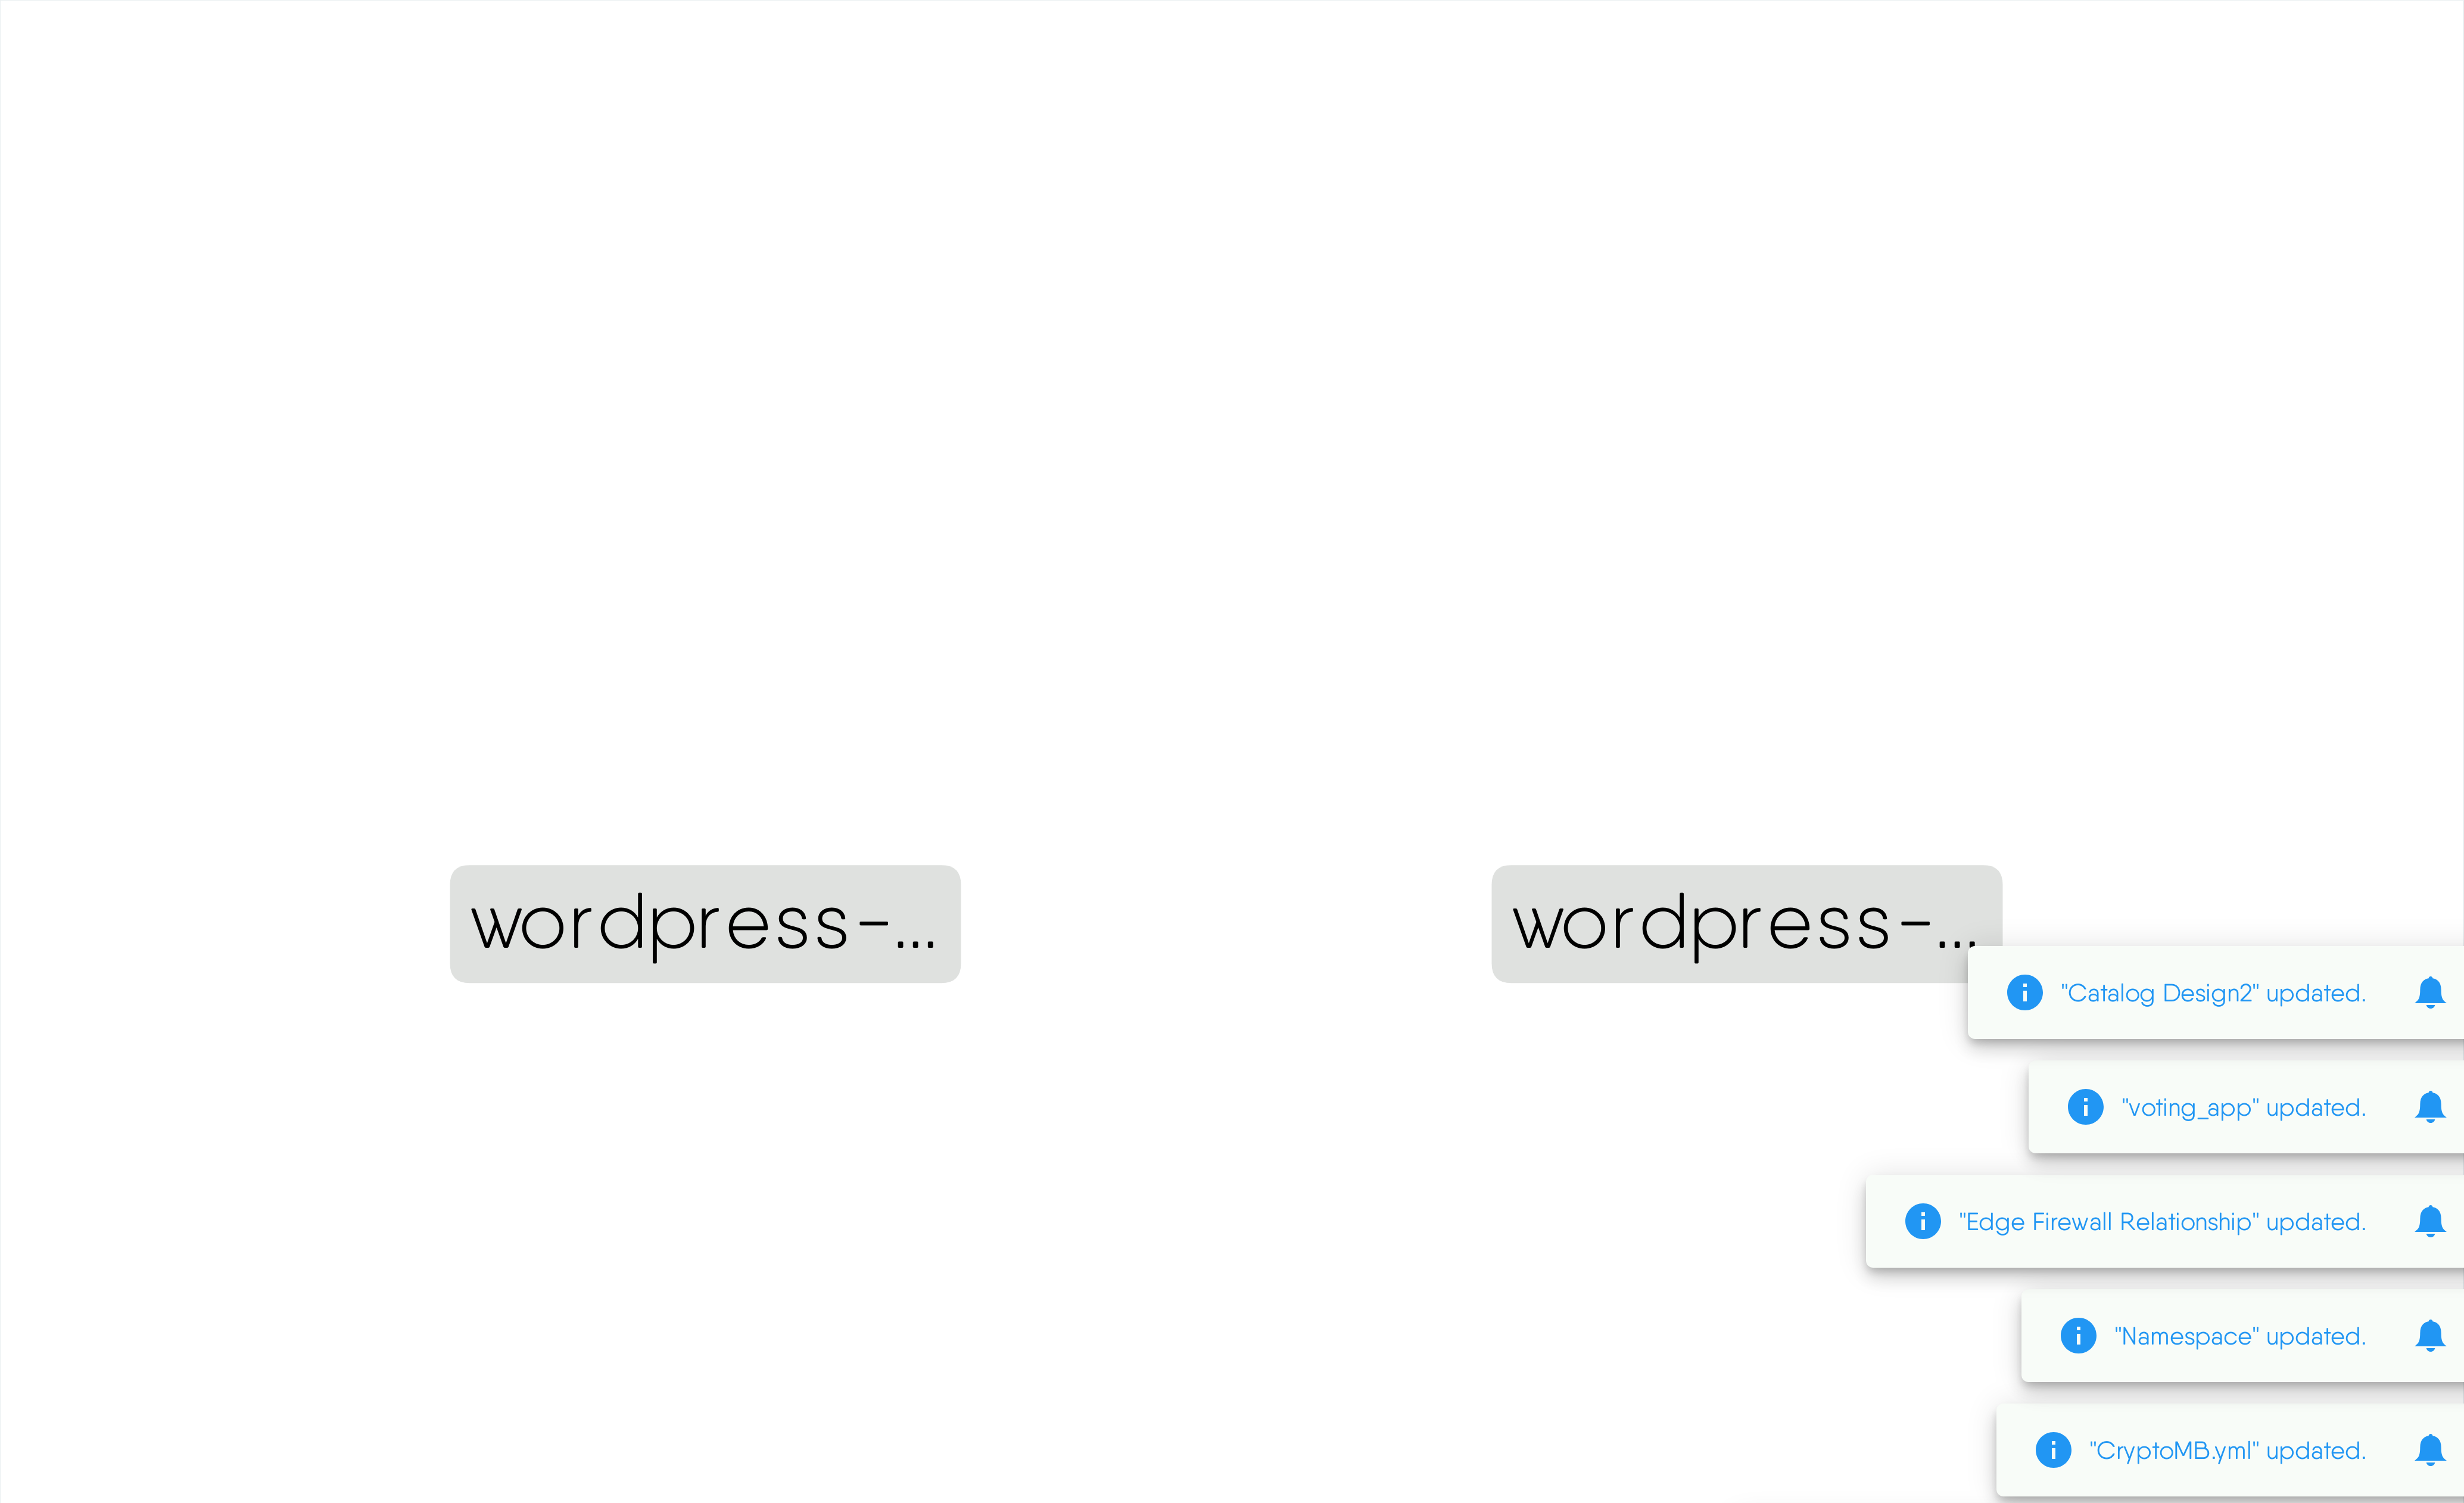 wordpress-...
wordpress-...
"Catalog Design2" updated.
"voting_app" updated.
"Edge Firewall Relationship" updated.
"Namespace" updated.
"CryptoMB.yml" updated.